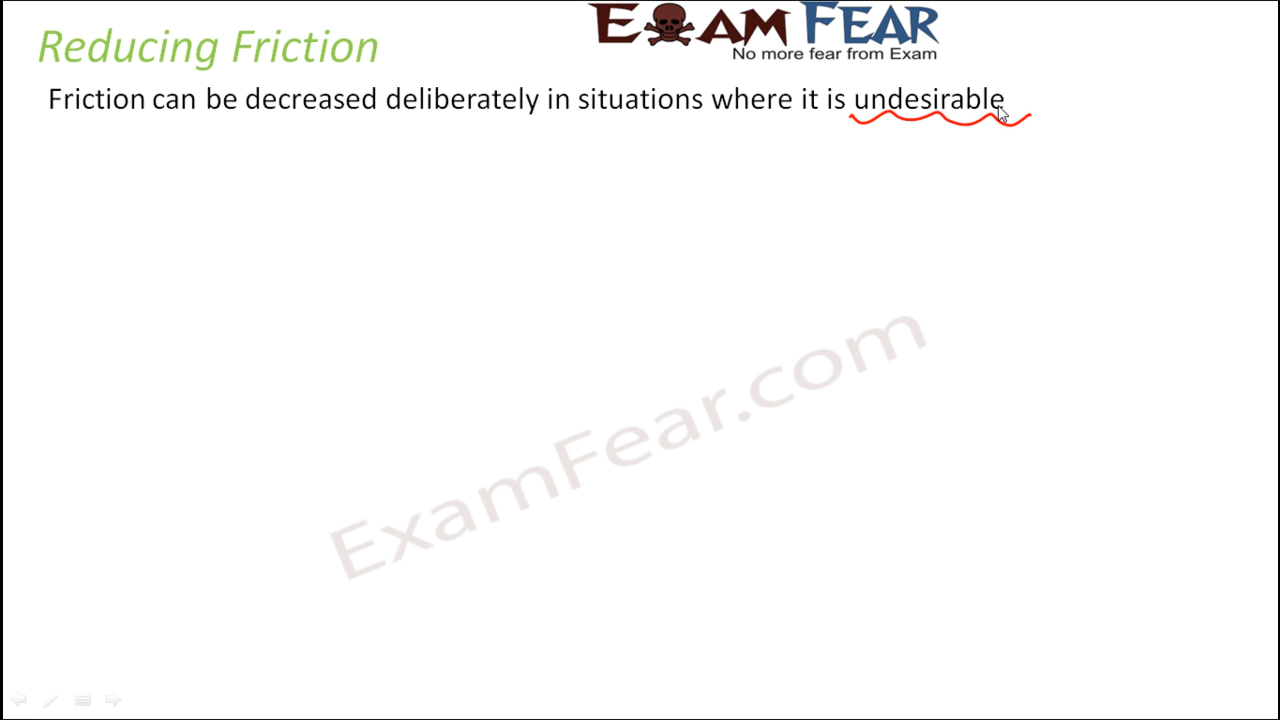 Reducing Friction
EXAM FEAR
No more fear from Exam
Friction can be decreased deliberately in situations where it is undesirable
ExamFear.com